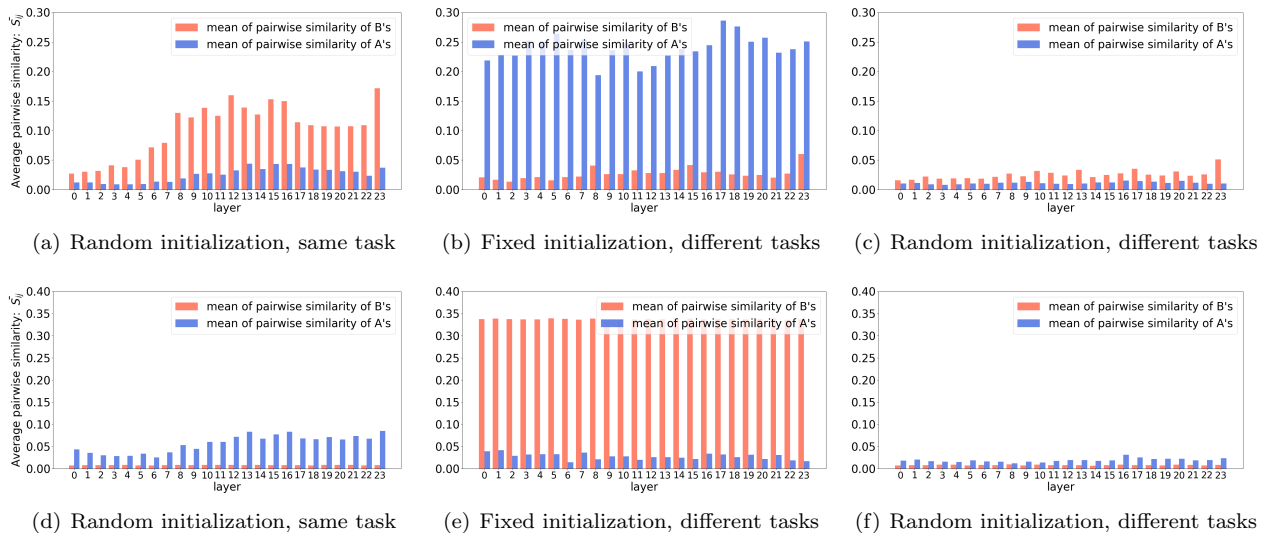 Average pairwise similarity: S̄ij
0.30
0.25
0.20
0.15
0.10
0.05
0.00
mean of pairwise similarity of B's
mean of pairwise similarity of A's
0 1 2 3 4 5 6 7 8 9 10 11 12 13 14 15 16 17 18 19 20 21 22 23
layer
(a) Random initialization, same task
0.30
0.25
0.20
0.15
0.10
0.05
0.00
mean of pairwise similarity of B's
mean of pairwise similarity of A's
0 1 2 3 4 5 6 7 8 9 10 11 12 13 14 15 16 17 18 19 20 21 22 23
layer
(b) Fixed initialization, different tasks
0.30
0.25
0.20
0.15
0.10
0.05
0.00
mean of pairwise similarity of B's
mean of pairwise similarity of A's
0 1 2 3 4 5 6 7 8 9 10 11 12 13 14 15 16 17 18 19 20 21 22 23
layer
(c) Random initialization, different tasks
Average pairwise similarity: S̄ij
0.40
0.35
0.30
0.25
0.20
0.15
0.10
0.05
0.00
mean of pairwise similarity of B's
mean of pairwise similarity of A's
0 1 2 3 4 5 6 7 8 9 10 11 12 13 14 15 16 17 18 19 20 21 22 23
layer
(d) Random initialization, same task
0.40
0.35
0.30
0.25
0.20
0.15
0.10
0.05
0.00
mean of pairwise similarity of B's
mean of pairwise similarity of A's
0 1 2 3 4 5 6 7 8 9 10 11 12 13 14 15 16 17 18 19 20 21 22 23
layer
(e) Fixed initialization, different tasks
0.40
0.35
0.30
0.25
0.20
0.15
0.10
0.05
0.00
mean of pairwise similarity of B's
mean of pairwise similarity of A's
0 1 2 3 4 5 6 7 8 9 10 11 12 13 14 15 16 17 18 19 20 21 22 23
layer
(f) Random initialization, different tasks